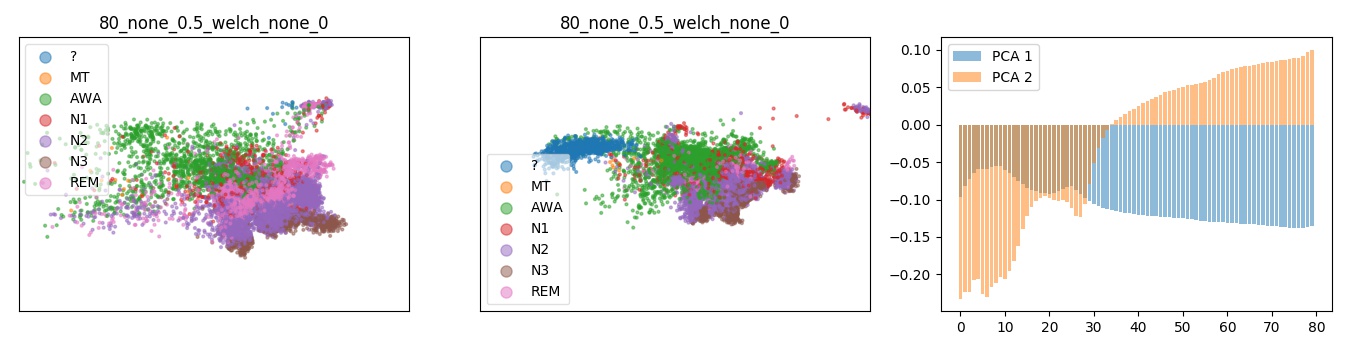 80_none_0.5_welch_none_0
?
MT
AWA
N1
N2
N3
REM
80_none_0.5_welch_none_0
?
MT
AWA
N1
N2
N3
REM
PCA 1
PCA 2
0.10
0.05
0.00
−0.05
−0.10
−0.15
−0.20
0 10 20 30 40 50 60 70 80